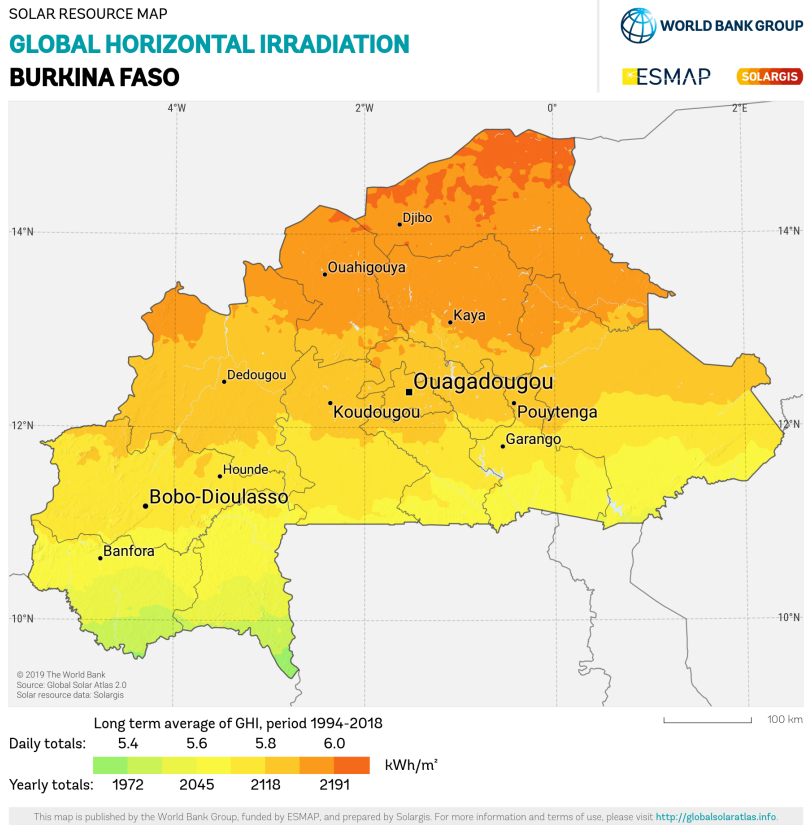 SOLAR RESOURCE MAP
GLOBAL HORIZONTAL IRRADIATION
BURKINA FASO
WORLD BANK GROUP
ESMAP
SOLARGIS
4°W
2°W
0°
2°E
14°N
14°N
Djibo
Ouahigouya
Kaya
Dedougou
Ouagadougou
Koudougou
Pouytenga
12°N
12°N
Garango
Hounde
Bobo-Dioulasso
Banfora
10°N
10°N
© 2019 The World Bank
Source: Global Solar Atlas 2.0
Solar resource data: Solargis
Long term average of GHI, period 1994-2018
100 km
Daily totals: 5.4 5.6 5.8 6.0
kWh/m²
Yearly totals: 1972 2045 2118 2191
This map is published by the World Bank Group, funded by ESMAP, and prepared by Solargis. For more information and terms of use, please visit http://globalsolaratlas.info.